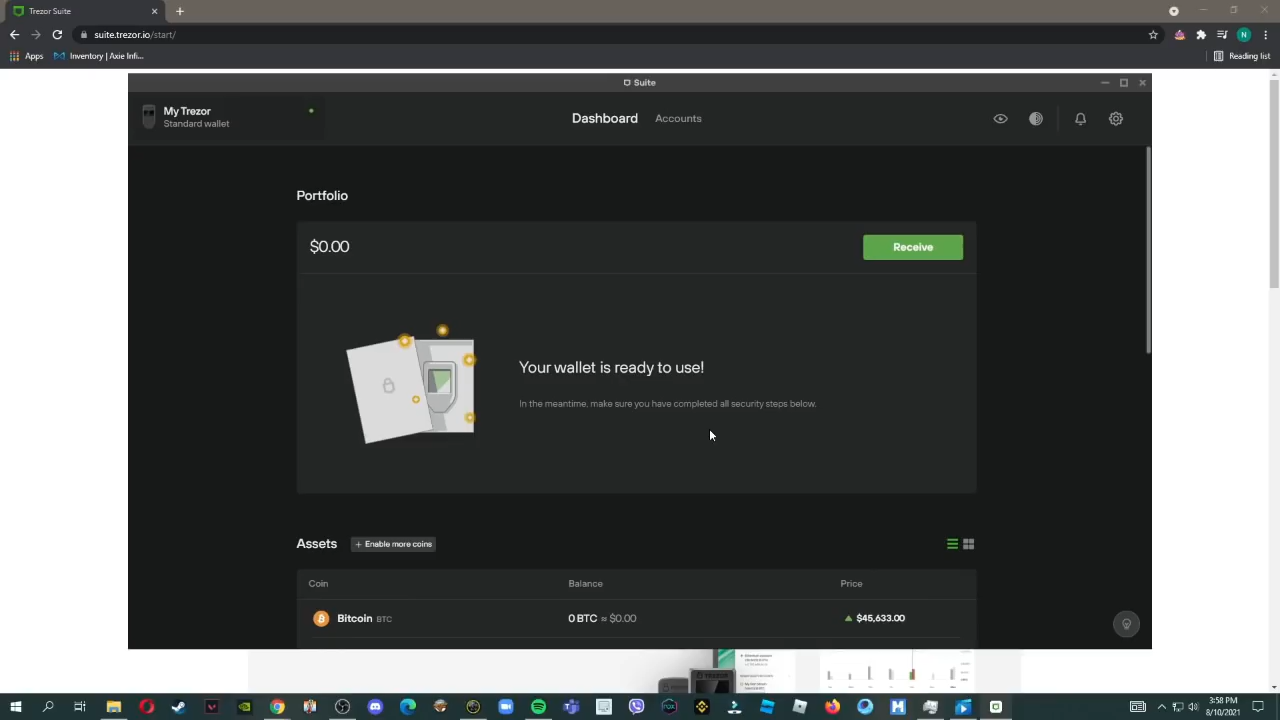 Trezor Suite
suite.trezor.io/start/
N
Apps
Inventory | Axie Infi...
Reading list
Suite
My Trezor
Standard wallet
Dashboard
Accounts
Portfolio
$0.00
Receive
Your wallet is ready to use!
In the meantime, make sure you have completed all security steps below.
Assets
+ Enable more coins
Coin
Balance
Price
Bitcoin BTC
0 BTC ≈ $0.00
$45,633.00
TREZOR
3:58 PM
8/10/2021